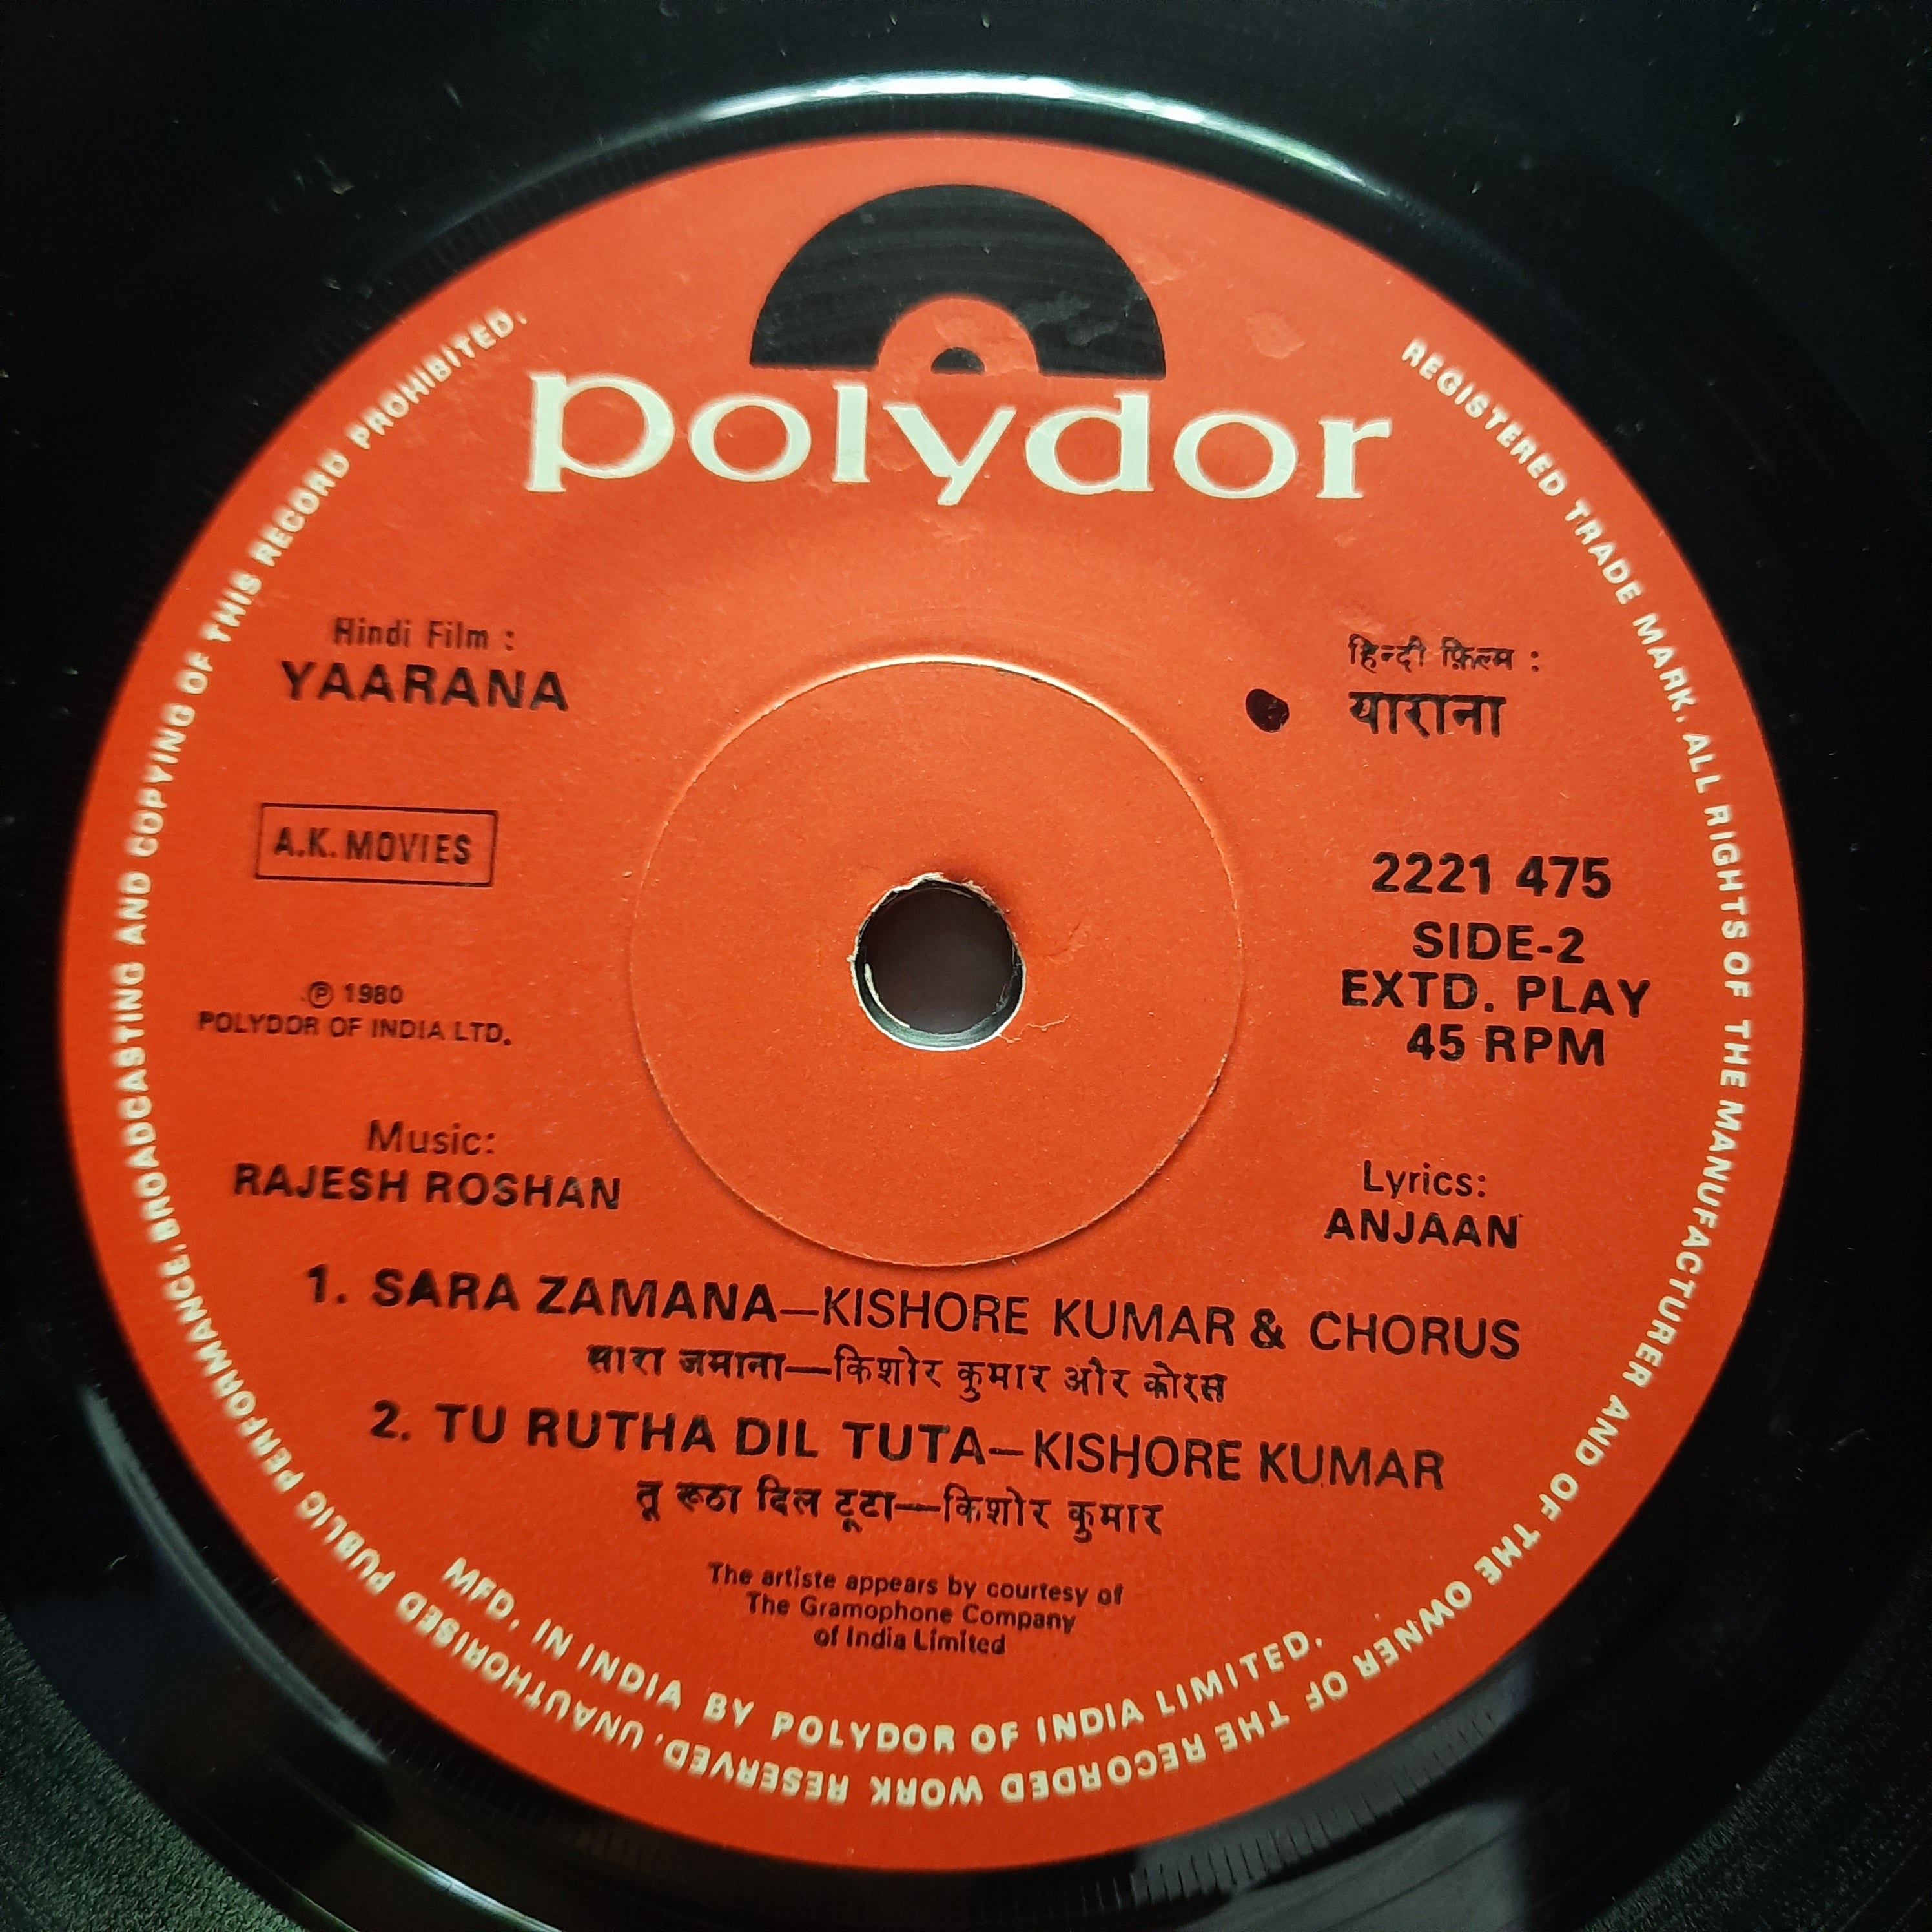 polydor
Hindi Film :
YAARANA
हिन्दी फ़िल्म :
याराना
A.K. MOVIES
2221 475
SIDE-2
EXTD. PLAY
45 RPM
℗ 1980
POLYDOR OF INDIA LTD.
Music:
RAJESH ROSHAN
Lyrics:
ANJAAN
1. SARA ZAMANA—KISHORE KUMAR & CHORUS
सारा जमाना—किशोर कुमार और कोरस
2. TU RUTHA DIL TUTA—KISHORE KUMAR
तू रूठा दिल टूटा—किशोर कुमार
The artiste appears by courtesy of
The Gramophone Company
of India Limited
MFD. IN INDIA BY POLYDOR OF INDIA LIMITED.
REGISTERED TRADE MARK. ALL RIGHTS OF THE MANUFACTURER AND OF THE OWNER OF THE RECORDED WORK RESERVED. UNAUTHORISED PUBLIC PERFORMANCE, BROADCASTING AND COPYING OF THIS RECORD PROHIBITED.